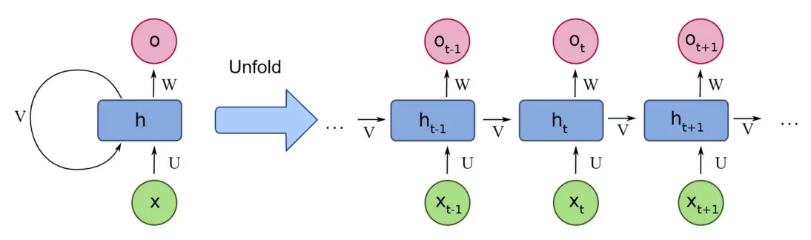 o
Unfold
W
V
h
U
x
o_{t-1} o_t o_{t+1}
W W W
... V h_{t-1} V h_t V h_{t+1} V ...
U U U
x_{t-1} x_t x_{t+1}